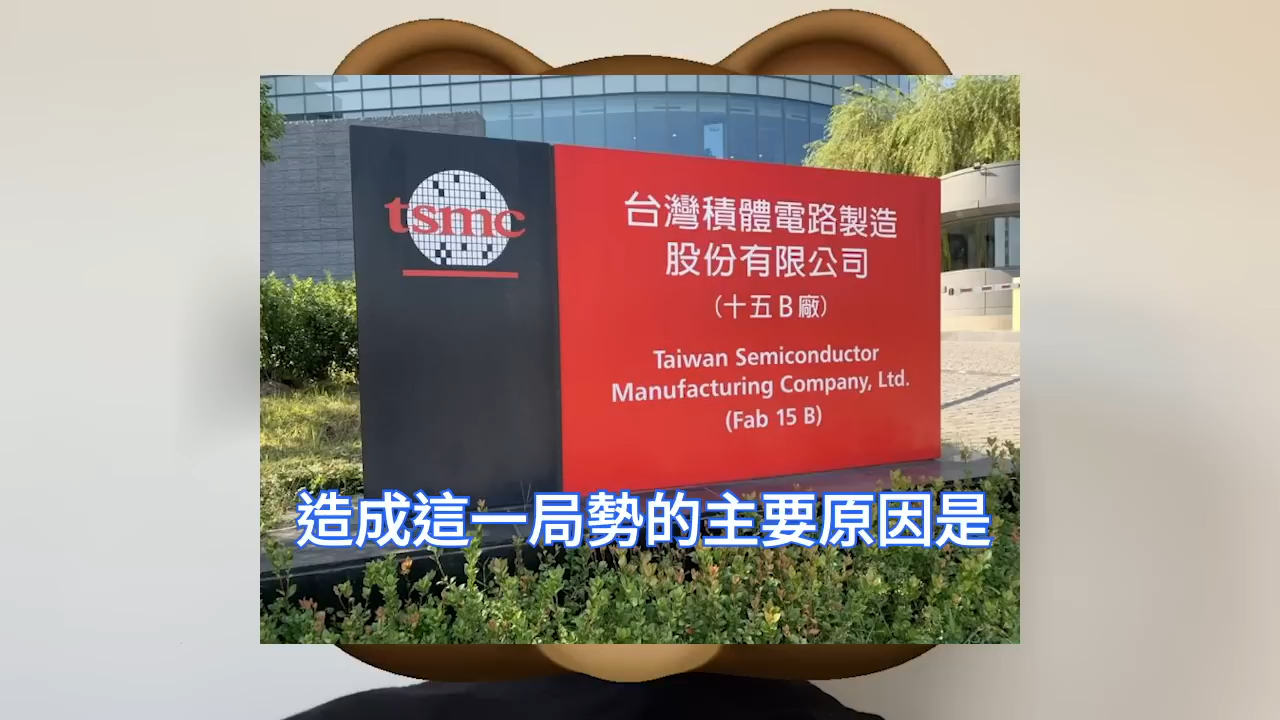 tsmc
台灣積體電路製造
股份有限公司
(十五B廠)
Taiwan Semiconductor
Manufacturing Company, Ltd.
(Fab 15 B)
造成這一局勢的主要原因是